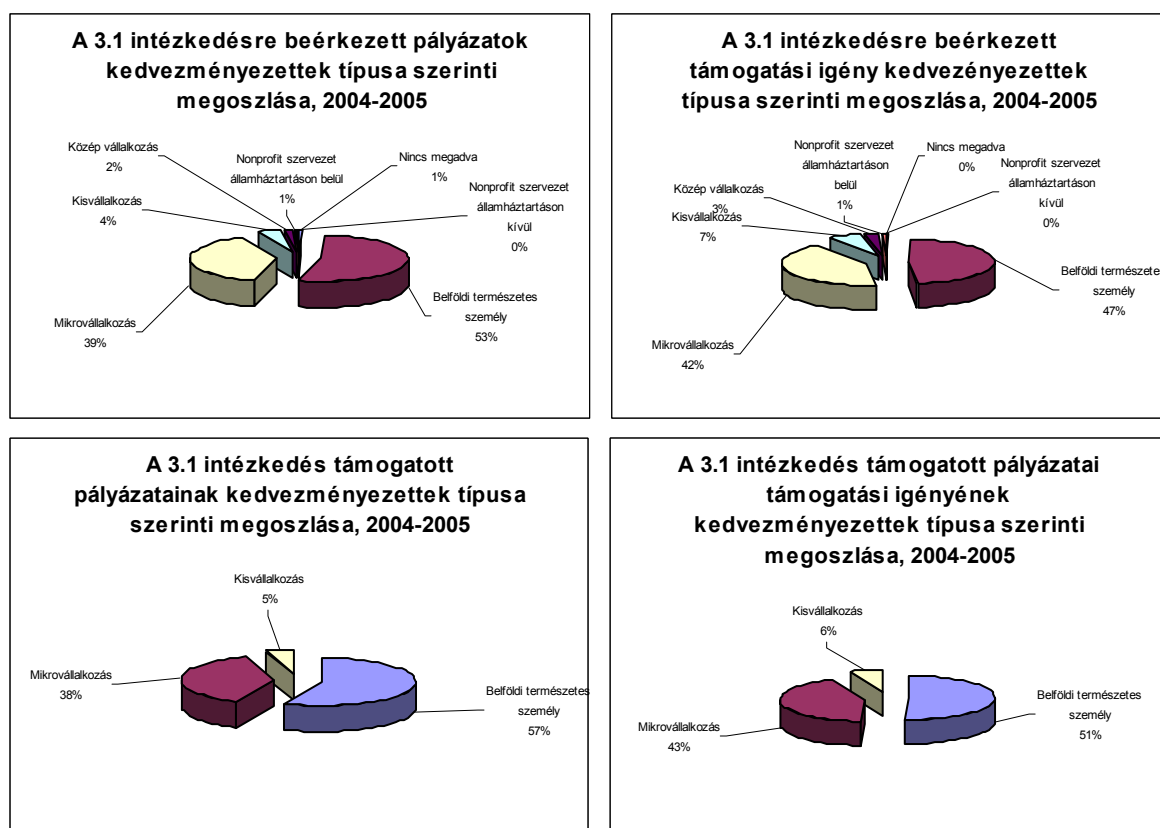 A 3.1 intézkedésre beérkezett pályázatok
kedvezményezettek típusa szerinti
megoszlása, 2004-2005
Közép vállalkozás
2%
Nonprofit szervezet
államháztartáson belül
1%
Nincs megadva
1%
Nonprofit szervezet
államháztartáson
kívül
0%
Kisvállalkozás
4%
Mikrovállalkozás
39%
Belföldi természetes
személy
53%
A 3.1 intézkedésre beérkezett
támogatási igény kedvezényezettek
típusa szerinti megoszlása, 2004-2005
Nonprofit szervezet
államháztartáson
belül
1%
Nincs megadva
0%
Nonprofit szervezet
államháztartáson
kívül
0%
Közép vállalkozás
3%
Kisvállalkozás
7%
Mikrovállalkozás
42%
Belföldi természetes
személy
47%
A 3.1 intézkedés támogatott
pályázatainak kedvezményezettek típusa
szerinti megoszlása, 2004-2005
Kisvállalkozás
5%
Mikrovállalkozás
38%
Belföldi természetes
személy
57%
A 3.1 intézkedés támogatott pályázatai
támogatási igényének
kedvezményezettek típusa szerinti
megoszlása, 2004-2005
Kisvállalkozás
6%
Mikrovállalkozás
43%
Belföldi természetes
személy
51%